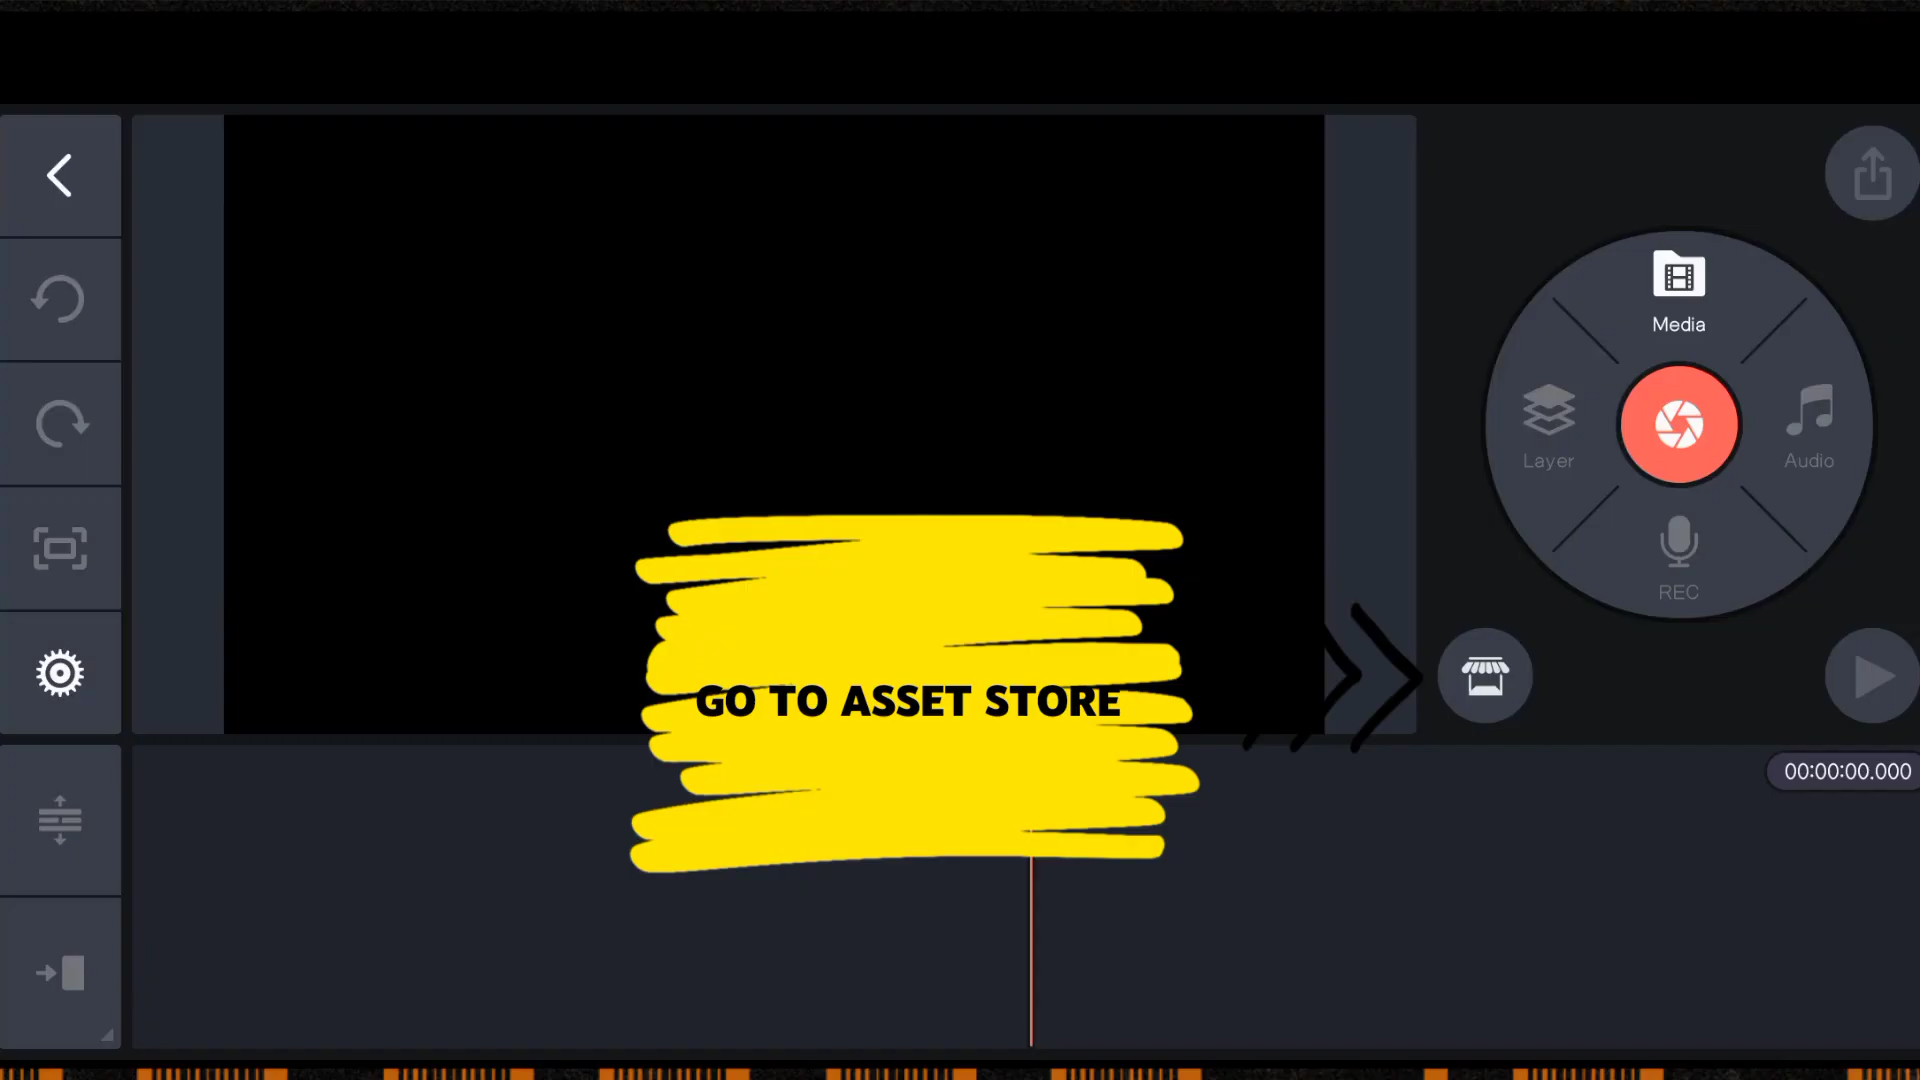 Media
Layer
Audio
REC
GO TO ASSET STORE
00:00:00.000